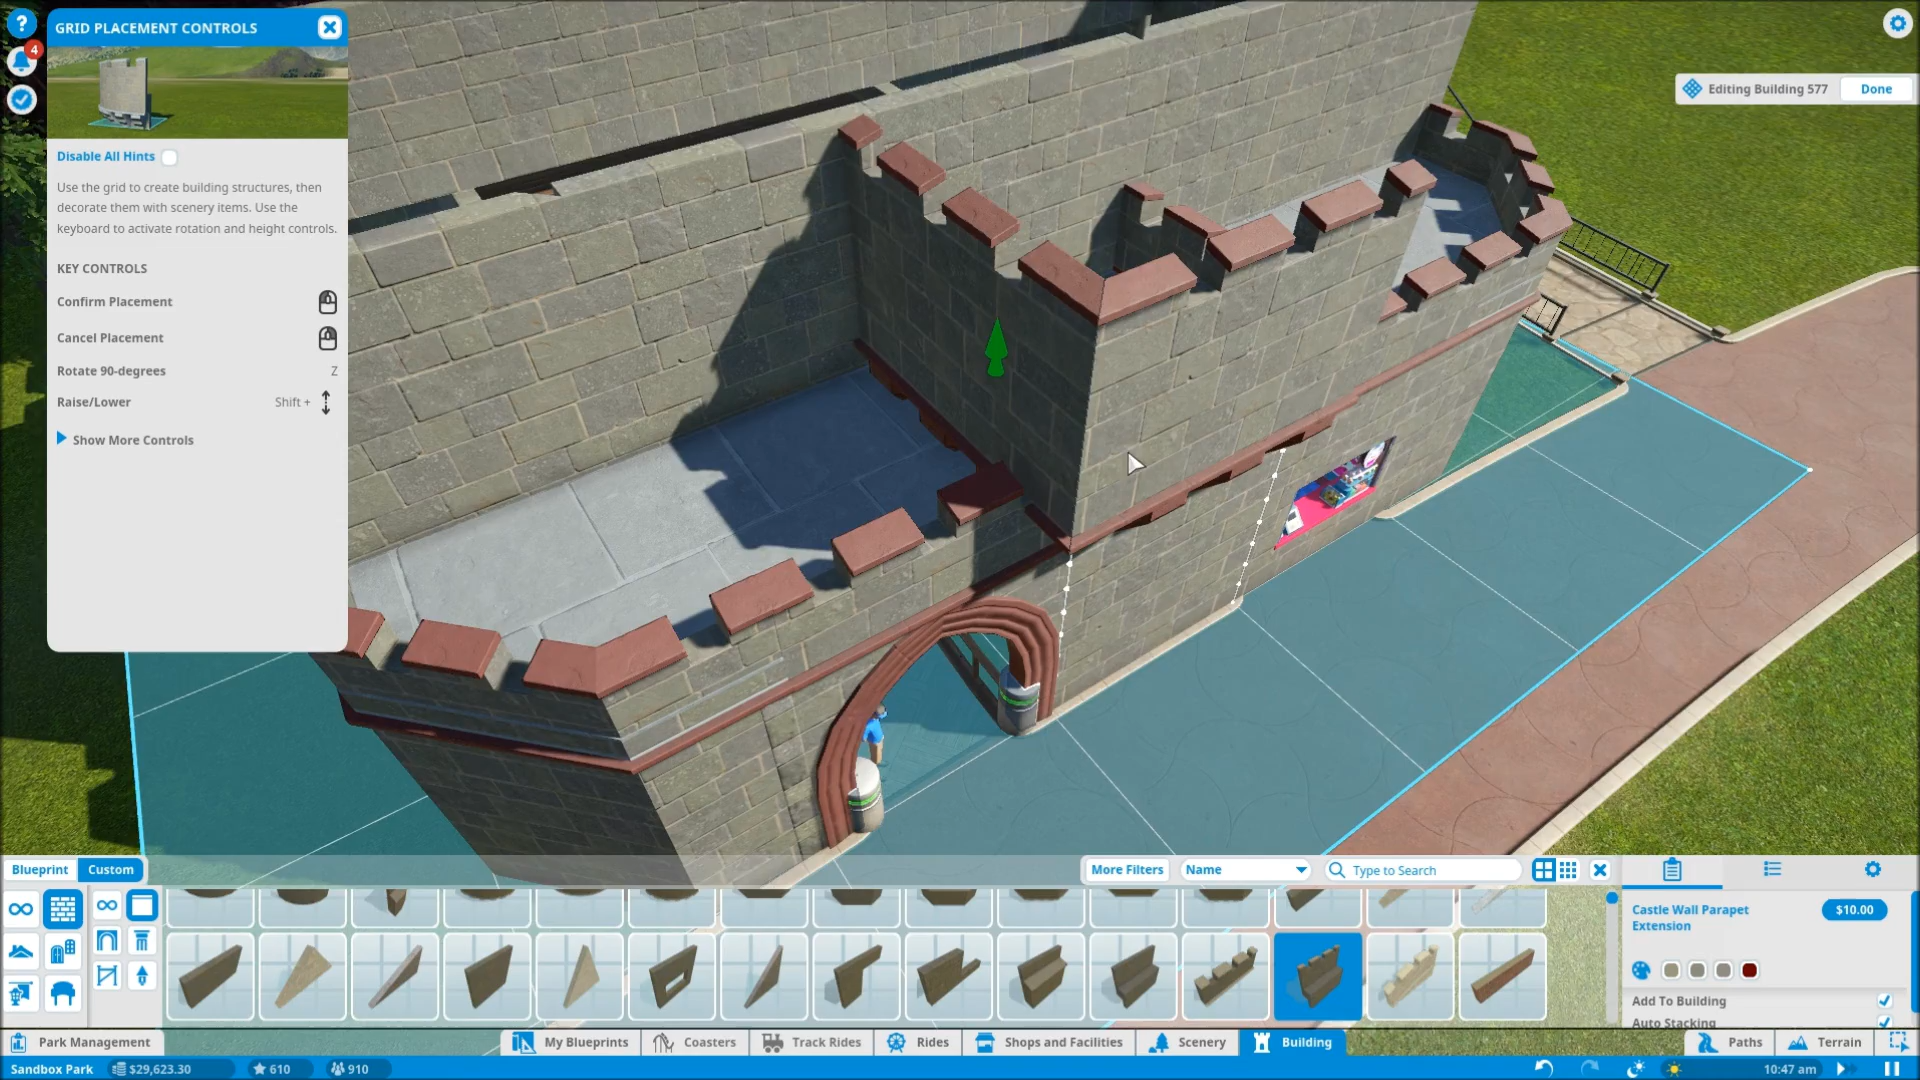 ?
4
GRID PLACEMENT CONTROLS
Disable All Hints
Use the grid to create building structures, then
decorate them with scenery items. Use the
keyboard to activate rotation and height controls.
KEY CONTROLS
Confirm Placement
Cancel Placement
Rotate 90-degrees Z
Raise/Lower Shift +
Show More Controls
Editing Building 577 Done
Blueprint Custom
More Filters Name Type to Search
Castle Wall Parapet
Extension
$10.00
Add To Building
Auto Stacking
Park Management
My Blueprints Coasters Track Rides Rides Shops and Facilities Scenery Building
Paths Terrain
Sandbox Park $29,623.30 610 910
10:47 am